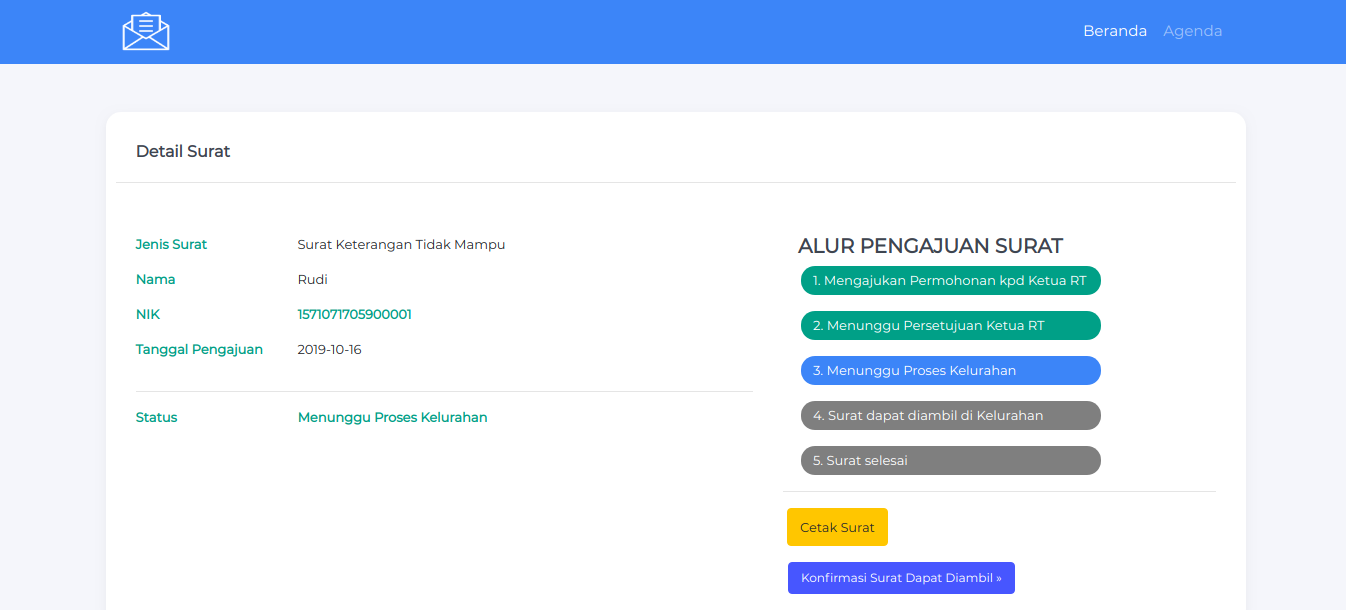 Beranda Agenda
Detail Surat
Jenis Surat Surat Keterangan Tidak Mampu
Nama Rudi
NIK 1571071705900001
Tanggal Pengajuan 2019-10-16
Status Menunggu Proses Kelurahan
ALUR PENGAJUAN SURAT
1. Mengajukan Permohonan kpd Ketua RT
2. Menunggu Persetujuan Ketua RT
3. Menunggu Proses Kelurahan
4. Surat dapat diambil di Kelurahan
5. Surat selesai
Cetak Surat
Konfirmasi Surat Dapat Diambil »